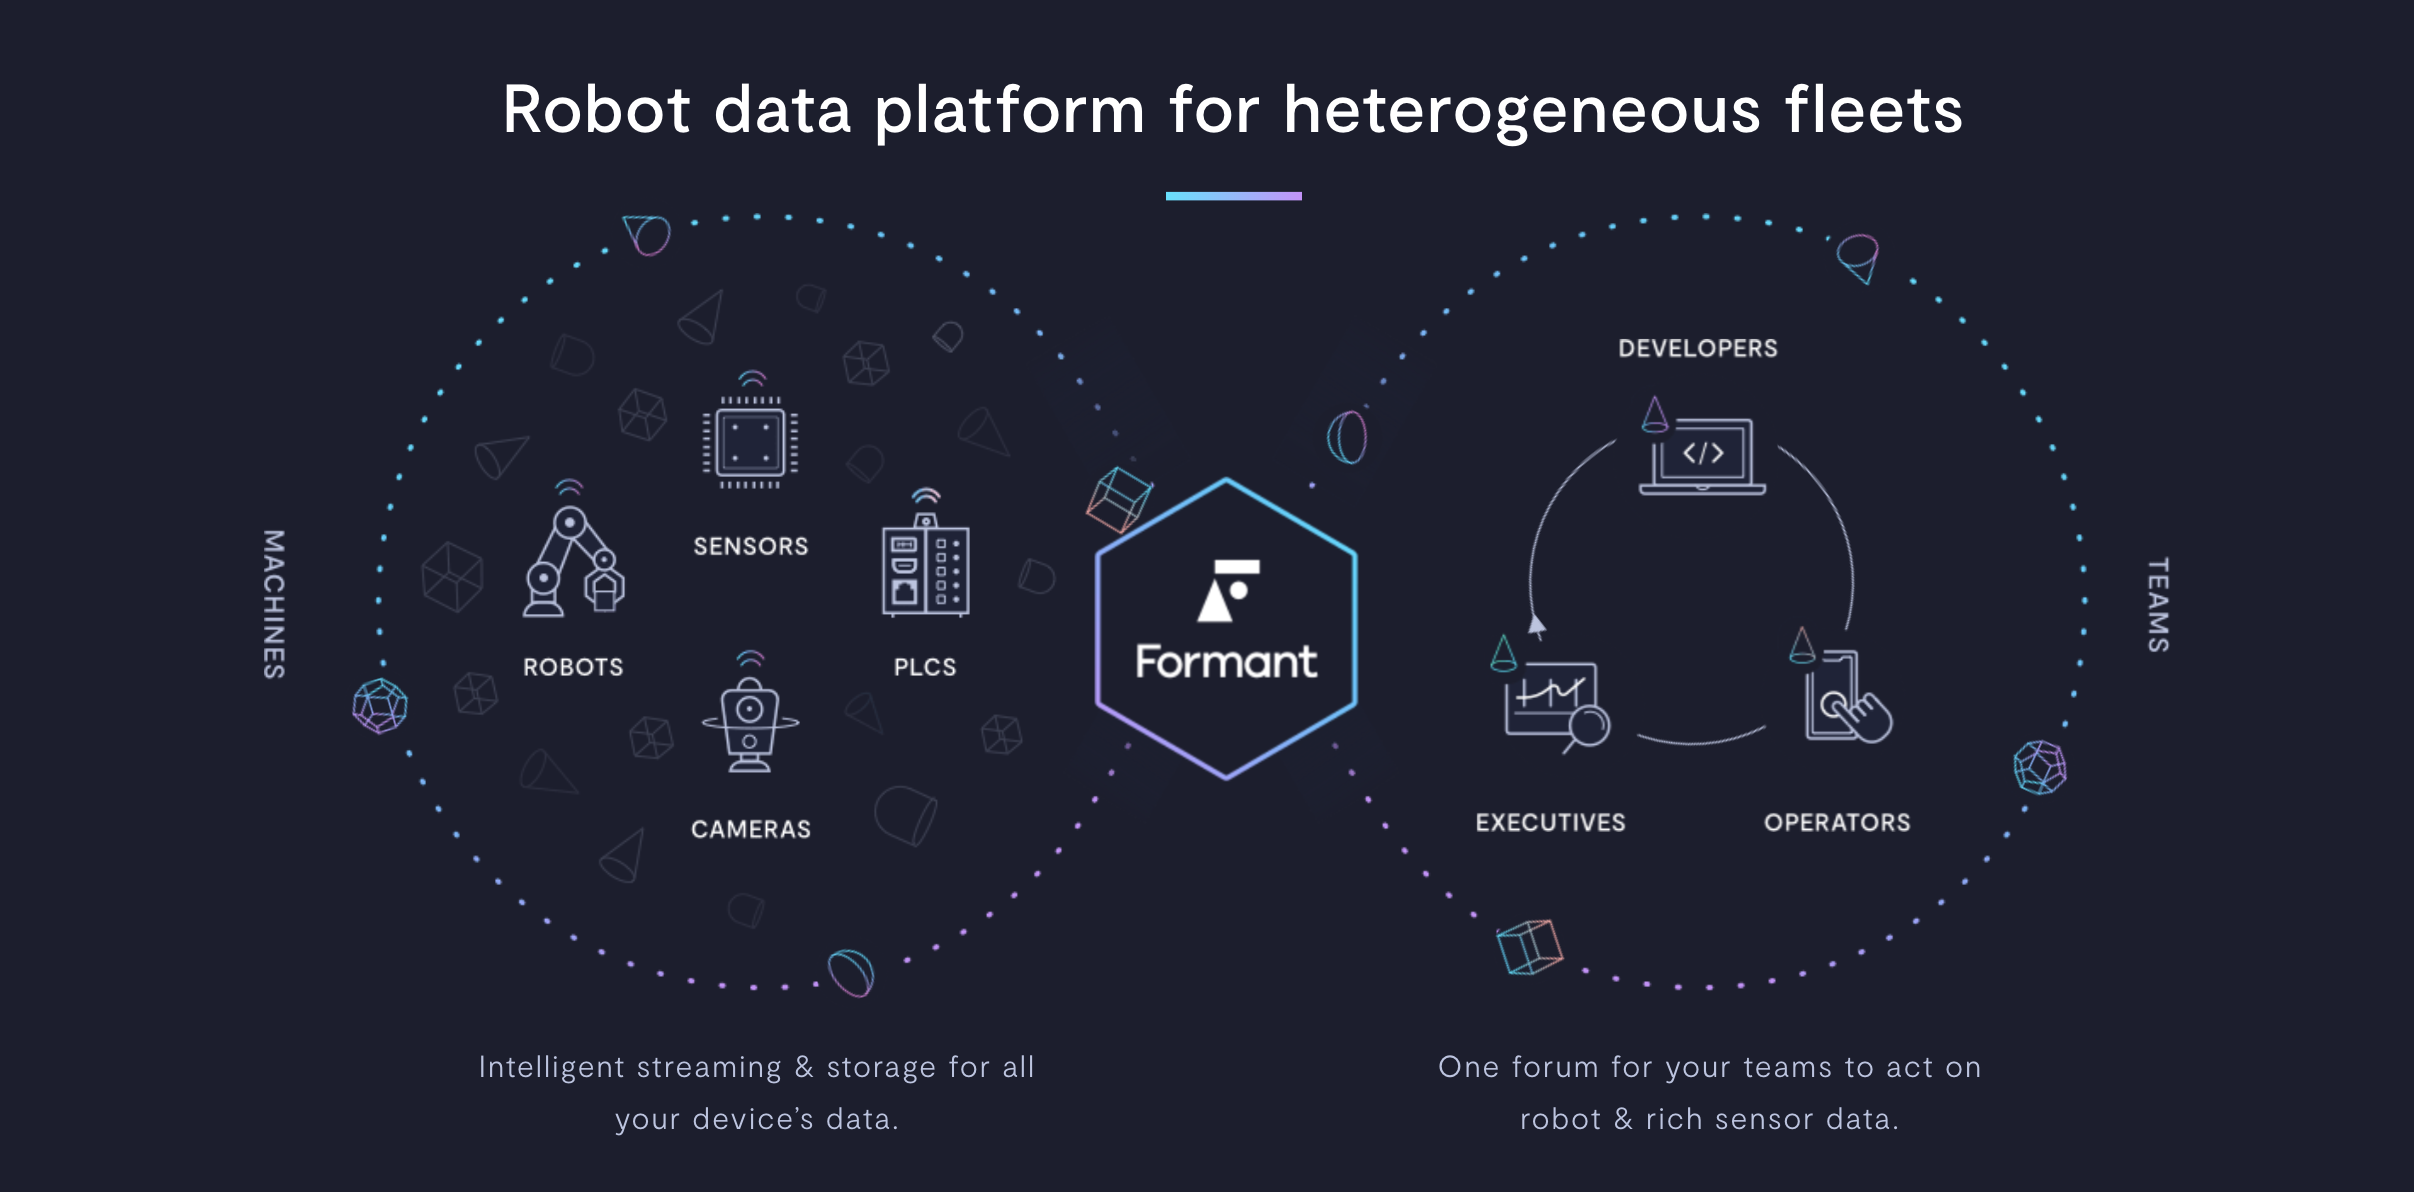 Robot data platform for heterogeneous fleets
MACHINES
SENSORS
ROBOTS
PLCS
CAMERAS
Formant
DEVELOPERS
</>
EXECUTIVES
OPERATORS
TEAMS
Intelligent streaming & storage for all
your device’s data.
One forum for your teams to act on
robot & rich sensor data.